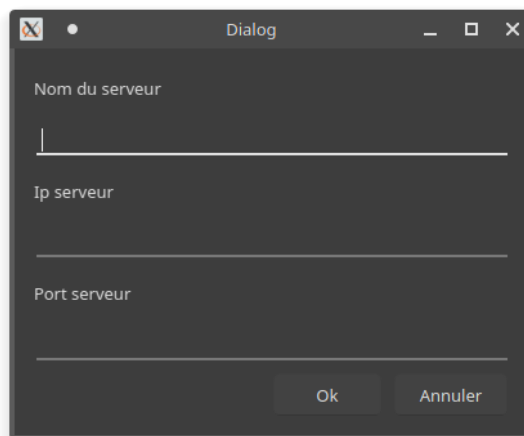 Dialog
Nom du serveur
Ip serveur
Port serveur
Ok Annuler